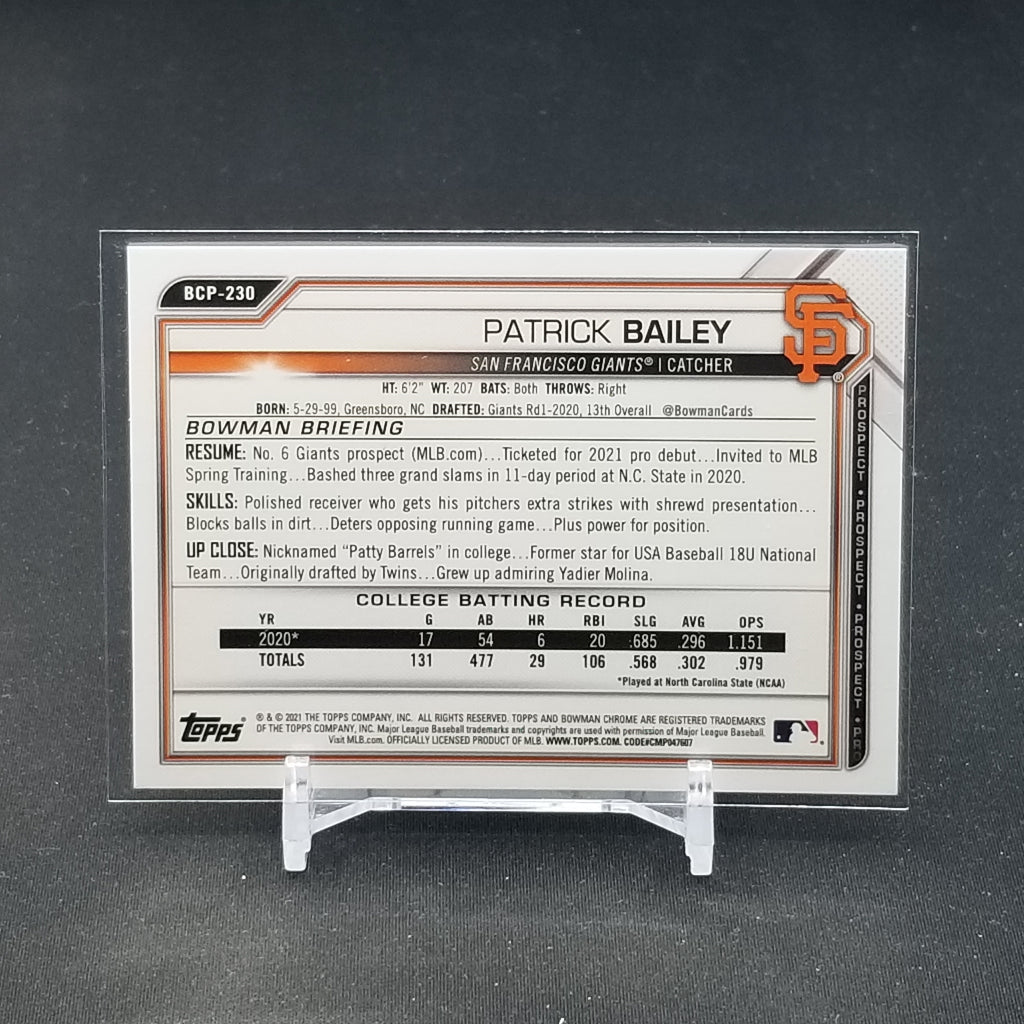 BCP-230
PATRICK BAILEY
SF
SAN FRANCISCO GIANTS® | CATCHER
HT: 6'2" WT: 207 BATS: Both THROWS: Right
BORN: 5-29-99, Greensboro, NC DRAFTED: Giants Rd1-2020, 13th Overall @BowmanCards
BOWMAN BRIEFING
RESUME: No. 6 Giants prospect (MLB.com)...Ticketed for 2021 pro debut...Invited to MLB
Spring Training...Bashed three grand slams in 11-day period at N.C. State in 2020.
SKILLS: Polished receiver who gets his pitchers extra strikes with shrewd presentation...
Blocks balls in dirt...Deters opposing running game...Plus power for position.
UP CLOSE: Nicknamed "Patty Barrels" in college...Former star for USA Baseball 18U National
Team...Originally drafted by Twins...Grew up admiring Yadier Molina.
COLLEGE BATTING RECORD
YR G AB HR RBI SLG AVG OPS
2020* 17 54 6 20 .685 .296 1.151
TOTALS 131 477 29 106 .568 .302 .979
*Played at North Carolina State (NCAA)
topps®
® & © 2021 THE TOPPS COMPANY, INC. ALL RIGHTS RESERVED. TOPPS AND BOWMAN CHROME ARE REGISTERED TRADEMARKS
OF THE TOPPS COMPANY, INC. Major League Baseball trademarks and copyrights are used with permission of Major League Baseball.
Visit MLB.com. OFFICIALLY LICENSED PRODUCT OF MLB. WWW.TOPPS.COM. CODE#CMP047607
PROSPECT • PROSPECT • PROSPECT • PR